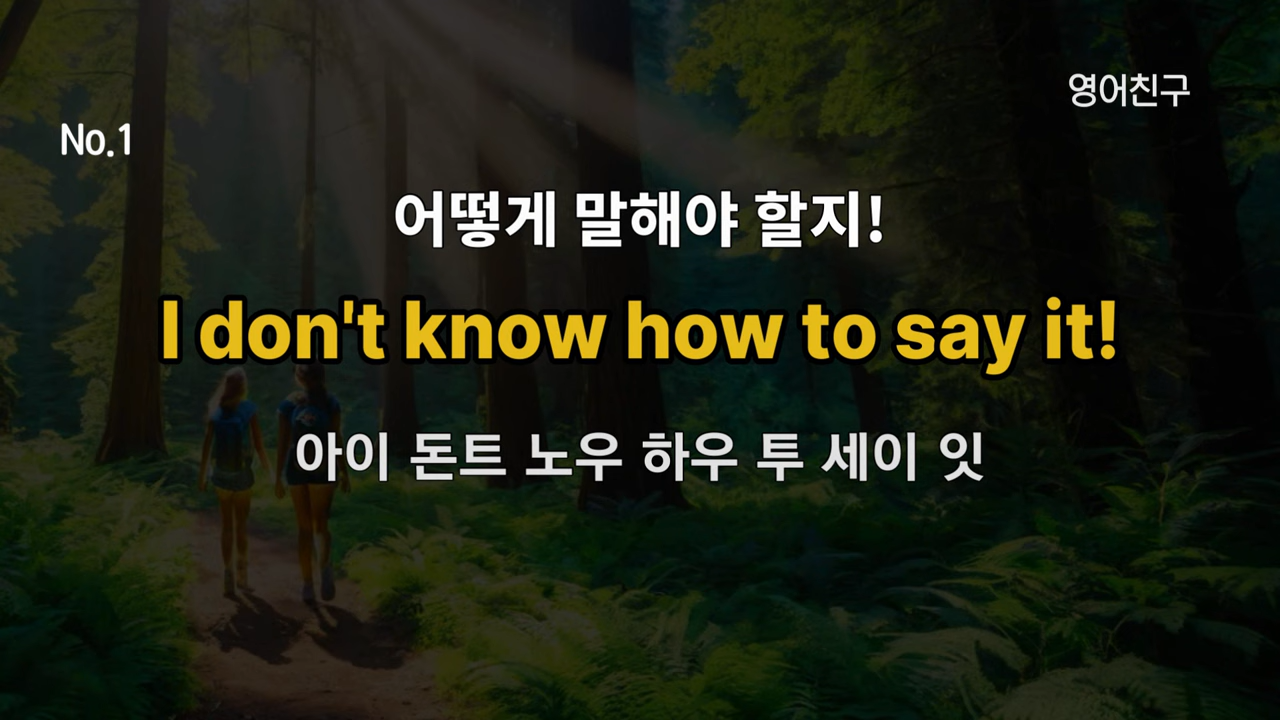 영어친구
No.1
어떻게 말해야 할지!
I don't know how to say it!
아이 돈트 노우 하우 투 세이 잇